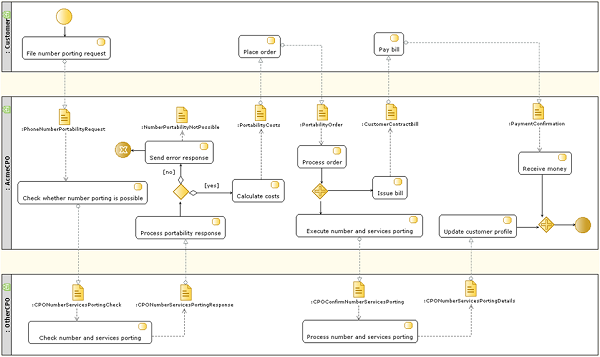 : Customer
File number porting request
Place order
Pay bill
: AcmeCPO
:PhoneNumberPortabilityRequest
:NumberPortabilityNotPossible
:PortabilityCosts
:PortabilityOrder
:CustomerContractBill
:PaymentConfirmation
Send error response
Process order
Receive money
[no]
[yes]
Check whether number porting is possible
Calculate costs
Issue bill
Process portability response
Execute number and services porting
Update customer profile
: OtherCPO
:CPONumberServicesPortingCheck
:CPONumberServicesPortingResponse
:CPOConfirmNumberServicesPorting
:CPONumberServicesPortingDetails
Check number and services porting
Process number and services porting